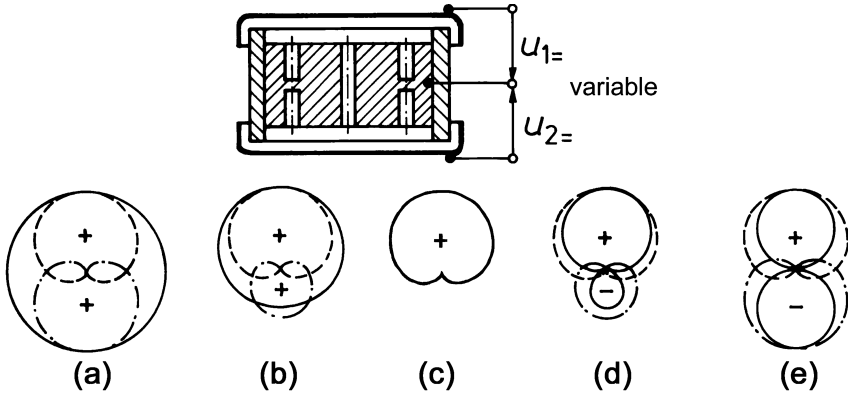 u₁₌
variable
u₂₌
+ + + - -
+ +
(a) (b) (c) (d) (e)